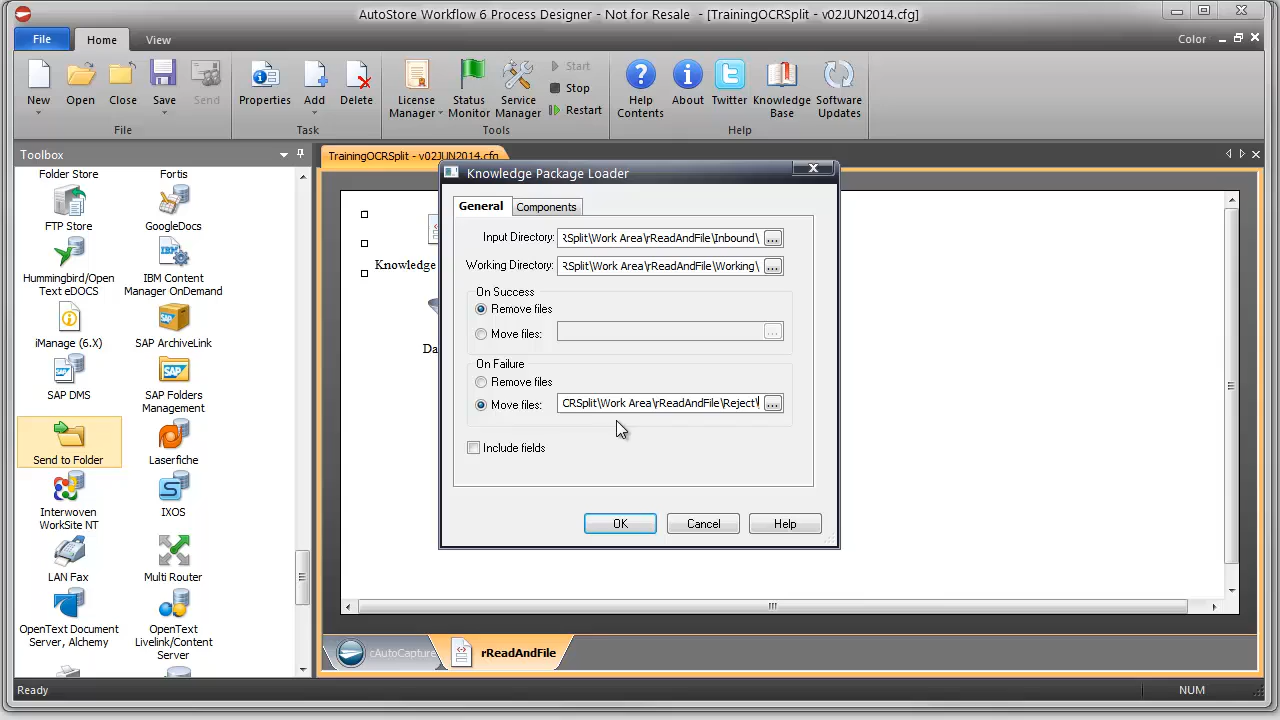 AutoStore Workflow 6 Process Designer - Not for Resale - [TrainingOCRSplit - v02JUN2014.cfg]
File Home View Color
New Open Close Save Send
File
Properties Add Delete
Task
License Manager Status Monitor Service Manager
Start
Stop
Restart
Tools
Help Contents About Twitter Knowledge Base Software Updates
Help
Toolbox
Folder Store Fortis
FTP Store GoogleDocs
Hummingbird/Open Text eDOCS IBM Content Manager OnDemand
iManage (6.X) SAP ArchiveLink
SAP DMS SAP Folders Management
Send to Folder Laserfiche
Interwoven WorkSite NT IXOS
LAN Fax Multi Router
OpenText Document Server, Alchemy OpenText Livelink/Content Server
TrainingOCRSplit - v02JUN2014.cfg
Knowledge
Da
Knowledge Package Loader
General Components
Input Directory: RSplit\Work Area\rReadAndFile\Inbound\ ...
Working Directory: RSplit\Work Area\rReadAndFile\Working\ ...
On Success
Remove files
Move files: ...
On Failure
Remove files
Move files: CRSplit\Work Area\rReadAndFile\Reject\ ...
Include fields
OK Cancel Help
cAutoCapture rReadAndFile
Ready NUM